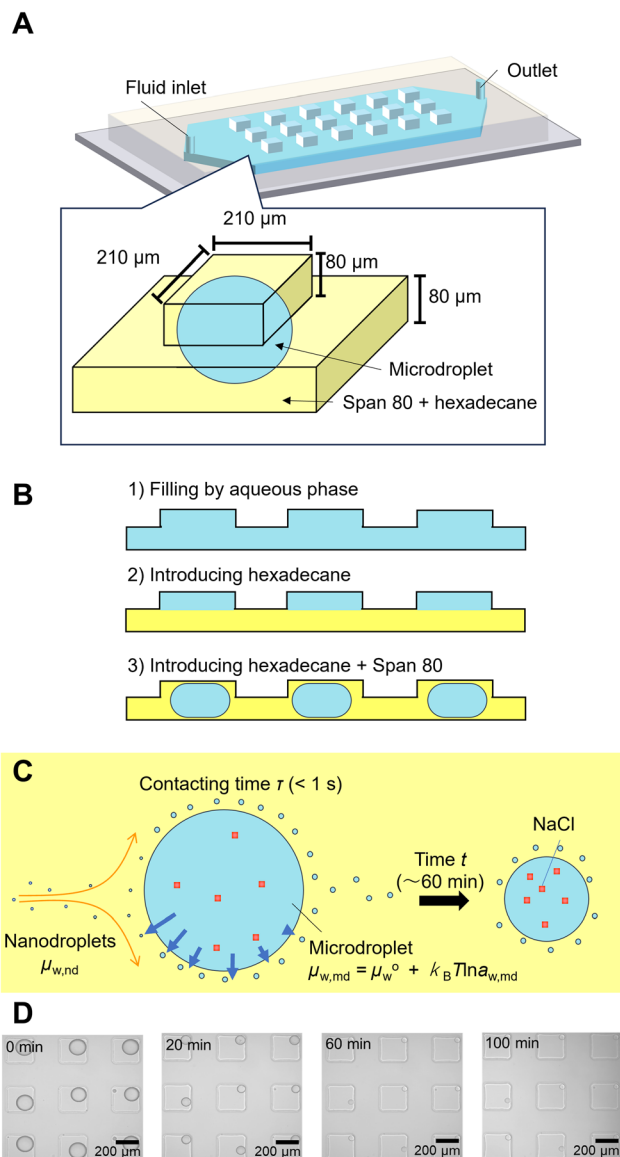 A
Fluid inlet
Outlet
210 μm
210 μm
80 μm
80 μm
Microdroplet
Span 80 + hexadecane
B
1) Filling by aqueous phase
2) Introducing hexadecane
3) Introducing hexadecane + Span 80
C
Contacting time τ (< 1 s)
NaCl
Time t
(~60 min)
Nanodroplets
μw,nd
Microdroplet
μw,md = μw° + kBTlnaw,md
D
0 min
20 min
60 min
100 min
200 μm
200 μm
200 μm
200 μm